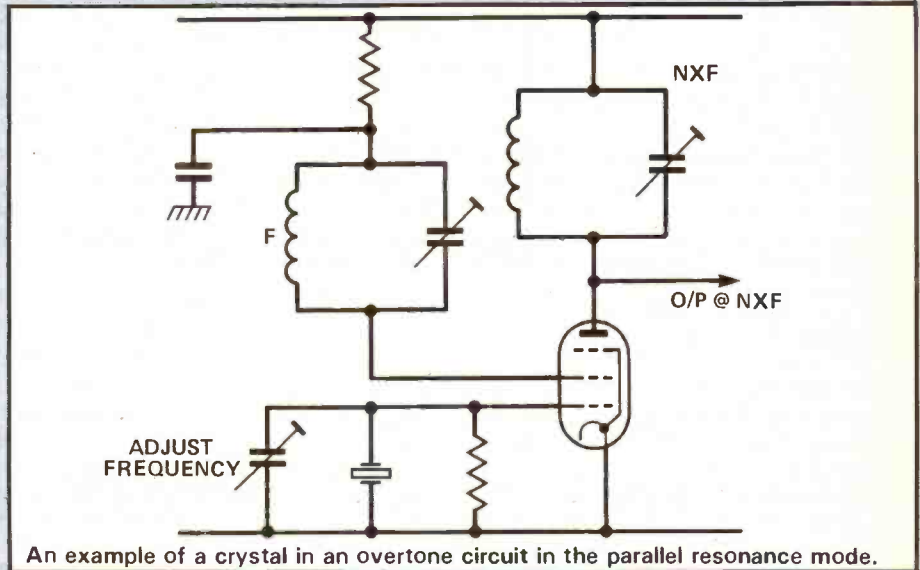 NXF
F
O/P @ NXF
ADJUST
FREQUENCY
An example of a crystal in an overtone circuit in the parallel resonance mode.